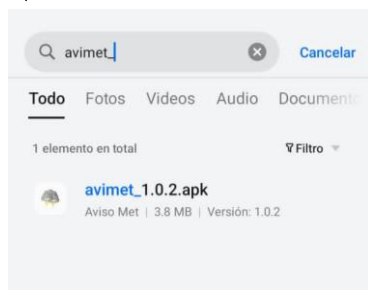 avimet_ Cancelar
Todo Fotos Videos Audio Documento
1 elemento en total Filtro
avimet_1.0.2.apk
Aviso Met | 3.8 MB | Versión: 1.0.2